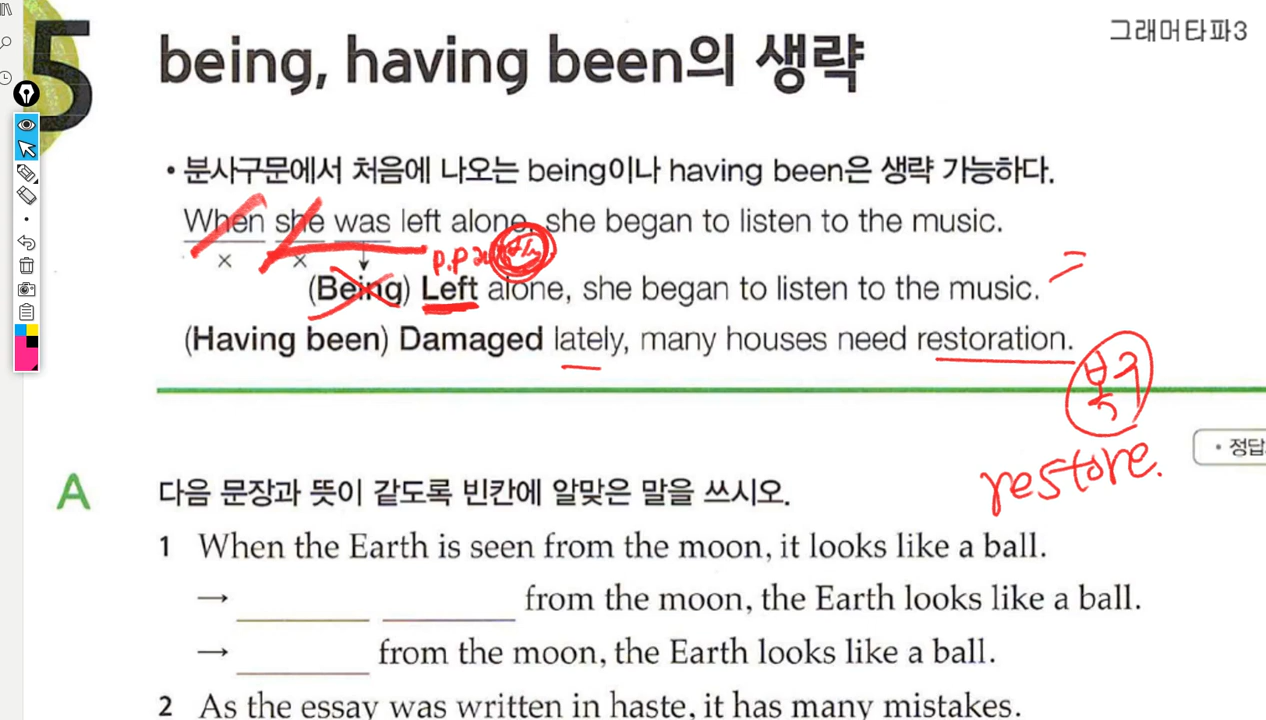 그래머타파3
5 being, having been의 생략
• 분사구문에서 처음에 나오는 being이나 having been은 생략 가능하다.
When she was left alone, she began to listen to the music.
× ×
p.p
(Being) Left alone, she began to listen to the music.
(Having been) Damaged lately, many houses need restoration.
복구
restore.
• 정답
A 다음 문장과 뜻이 같도록 빈칸에 알맞은 말을 쓰시오.
1 When the Earth is seen from the moon, it looks like a ball.
→ from the moon, the Earth looks like a ball.
→ from the moon, the Earth looks like a ball.
2 As the essay was written in haste, it has many mistakes.